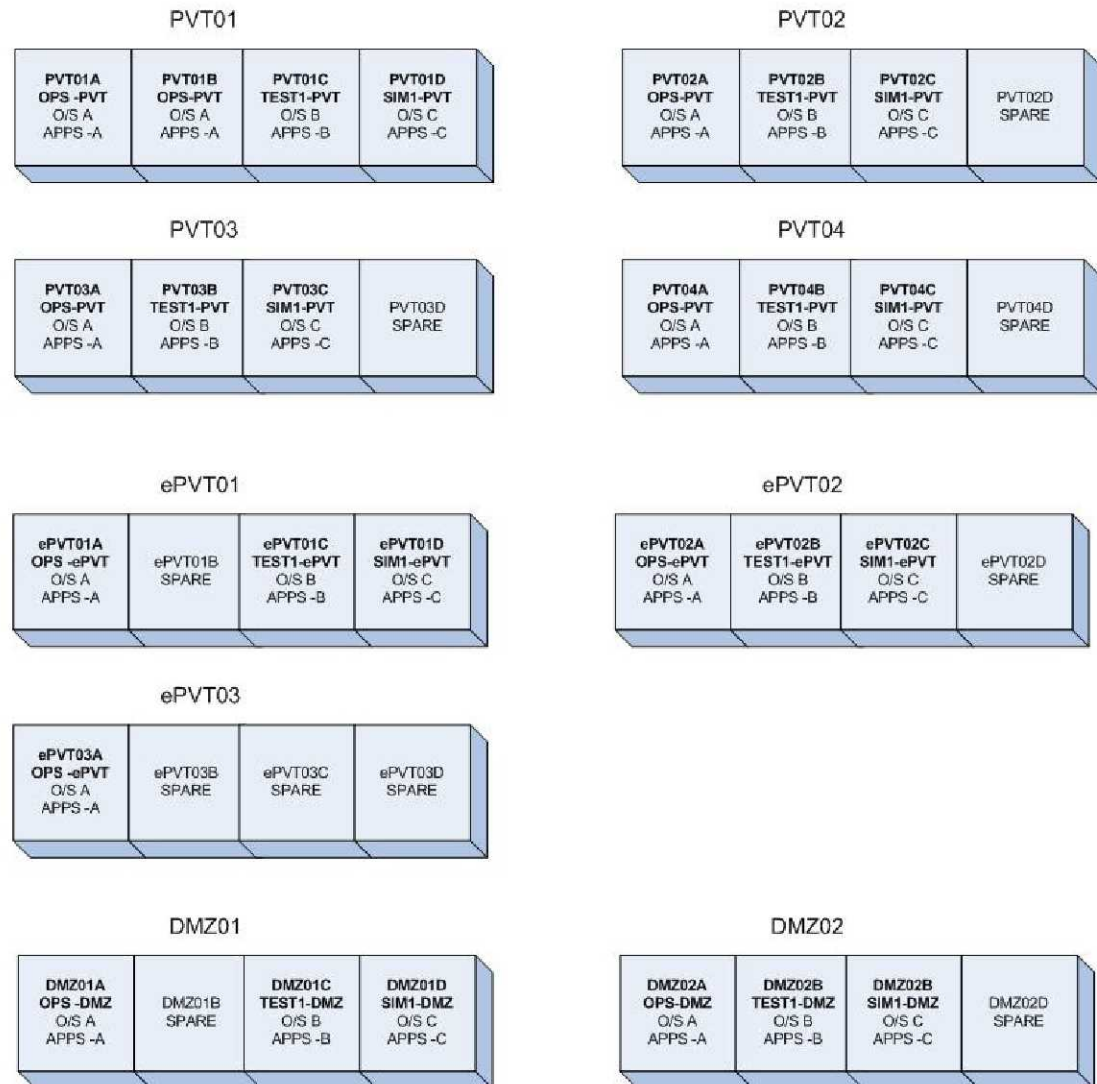 PVT01
PVT01A
OPS -PVT
O/S A
APPS -A
PVT01B
OPS-PVT
O/S A
APPS -A
PVT01C
TEST1-PVT
O/S B
APPS -B
PVT01D
SIM1-PVT
O/S C
APPS -C
PVT02
PVT02A
OPS-PVT
O/S A
APPS -A
PVT02B
TEST1-PVT
O/S B
APPS -B
PVT02C
SIM1-PVT
O/S C
APPS -C
PVT02D
SPARE
PVT03
PVT03A
OPS-PVT
O/S A
APPS -A
PVT03B
TEST1-PVT
O/S B
APPS -B
PVT03C
SIM1-PVT
O/S C
APPS -C
PVT03D
SPARE
PVT04
PVT04A
OPS-PVT
O/S A
APPS -A
PVT04B
TEST1-PVT
O/S B
APPS -B
PVT04C
SIM1-PVT
O/S C
APPS -C
PVT04D
SPARE
ePVT01
ePVT01A
OPS -ePVT
O/S A
APPS -A
ePVT01B
SPARE
ePVT01C
TEST1-ePVT
O/S B
APPS -B
ePVT01D
SIM1-ePVT
O/S C
APPS -C
ePVT02
ePVT02A
OPS-ePVT
O/S A
APPS -A
ePVT02B
TEST1-ePVT
O/S B
APPS -B
ePVT02C
SIM1-ePVT
O/S C
APPS -C
ePVT02D
SPARE
ePVT03
ePVT03A
OPS -ePVT
O/S A
APPS -A
ePVT03B
SPARE
ePVT03C
SPARE
ePVT03D
SPARE
DMZ01
DMZ01A
OPS -DMZ
O/S A
APPS -A
DMZ01B
SPARE
DMZ01C
TEST1-DMZ
O/S B
APPS -B
DMZ01D
SIM1-DMZ
O/S C
APPS -C
DMZ02
DMZ02A
OPS-DMZ
O/S A
APPS -A
DMZ02B
TEST1-DMZ
O/S B
APPS -B
DMZ02B
SIM1-DMZ
O/S C
APPS -C
DMZ02D
SPARE